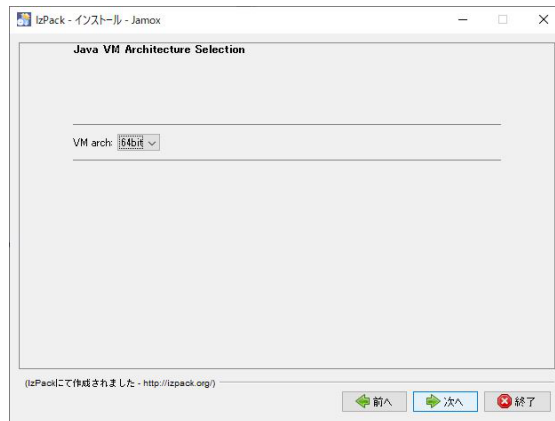 IzPack - インストール - Jamox
Java VM Architecture Selection
VM arch: 64bit
(IzPackにて作成されました - http://izpack.org/)
前へ 次へ 終了